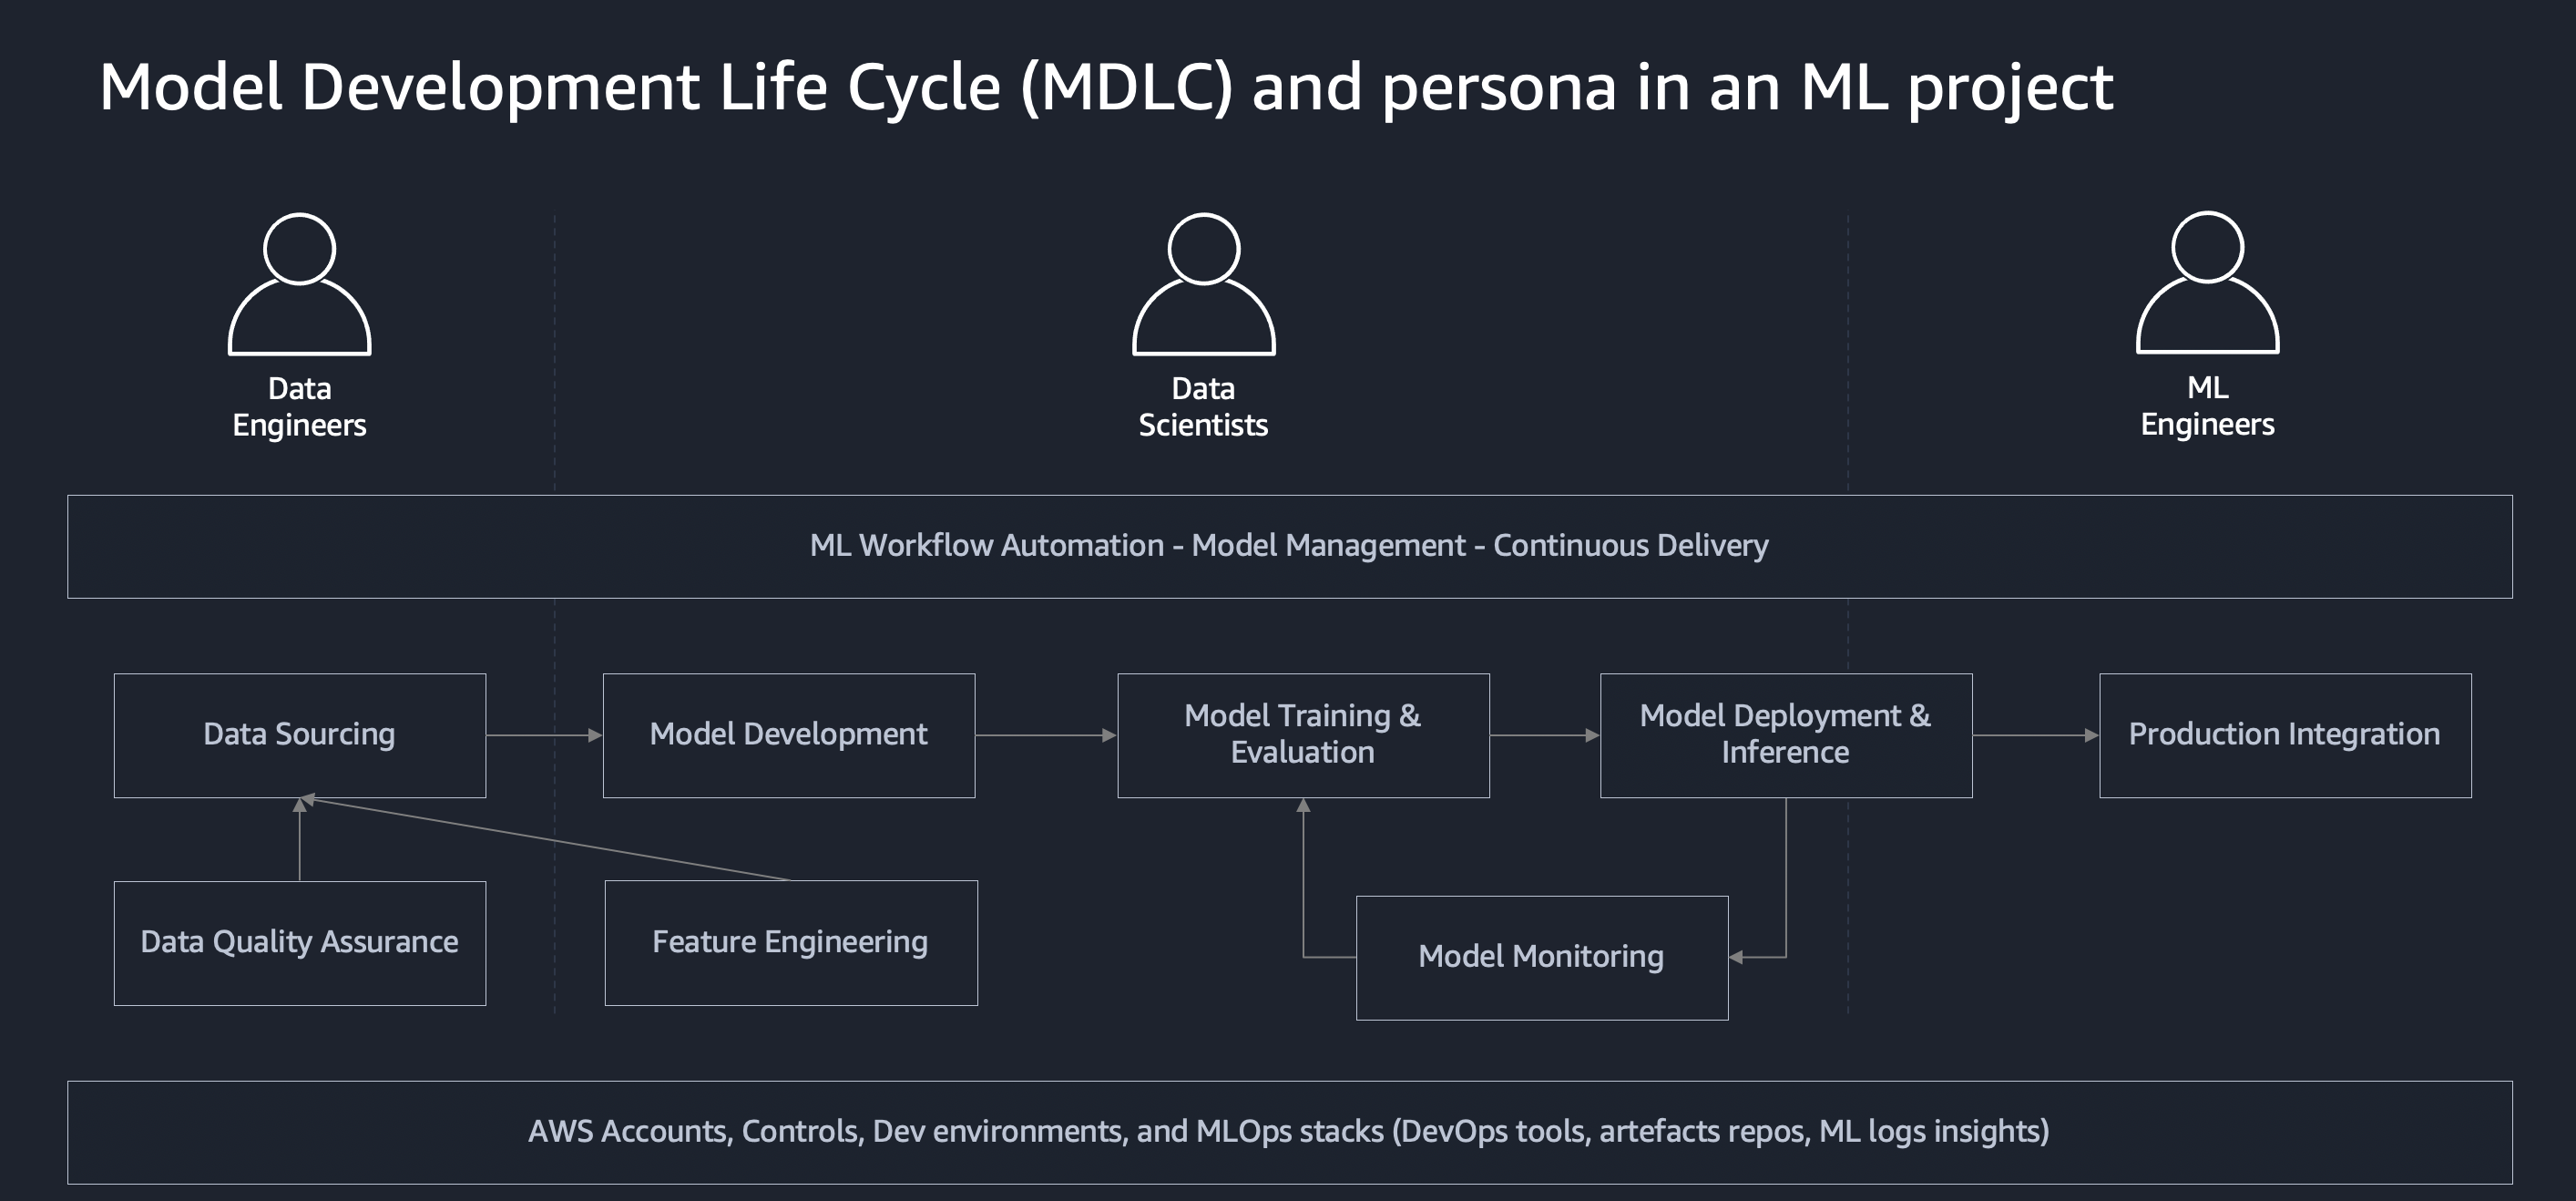 Model Development Life Cycle (MDLC) and persona in an ML project
Data
Engineers
Data
Scientists
ML
Engineers
ML Workflow Automation - Model Management - Continuous Delivery
Data Sourcing
Model Development
Model Training &
Evaluation
Model Deployment &
Inference
Production Integration
Data Quality Assurance
Feature Engineering
Model Monitoring
AWS Accounts, Controls, Dev environments, and MLOps stacks (DevOps tools, artefacts repos, ML logs insights)